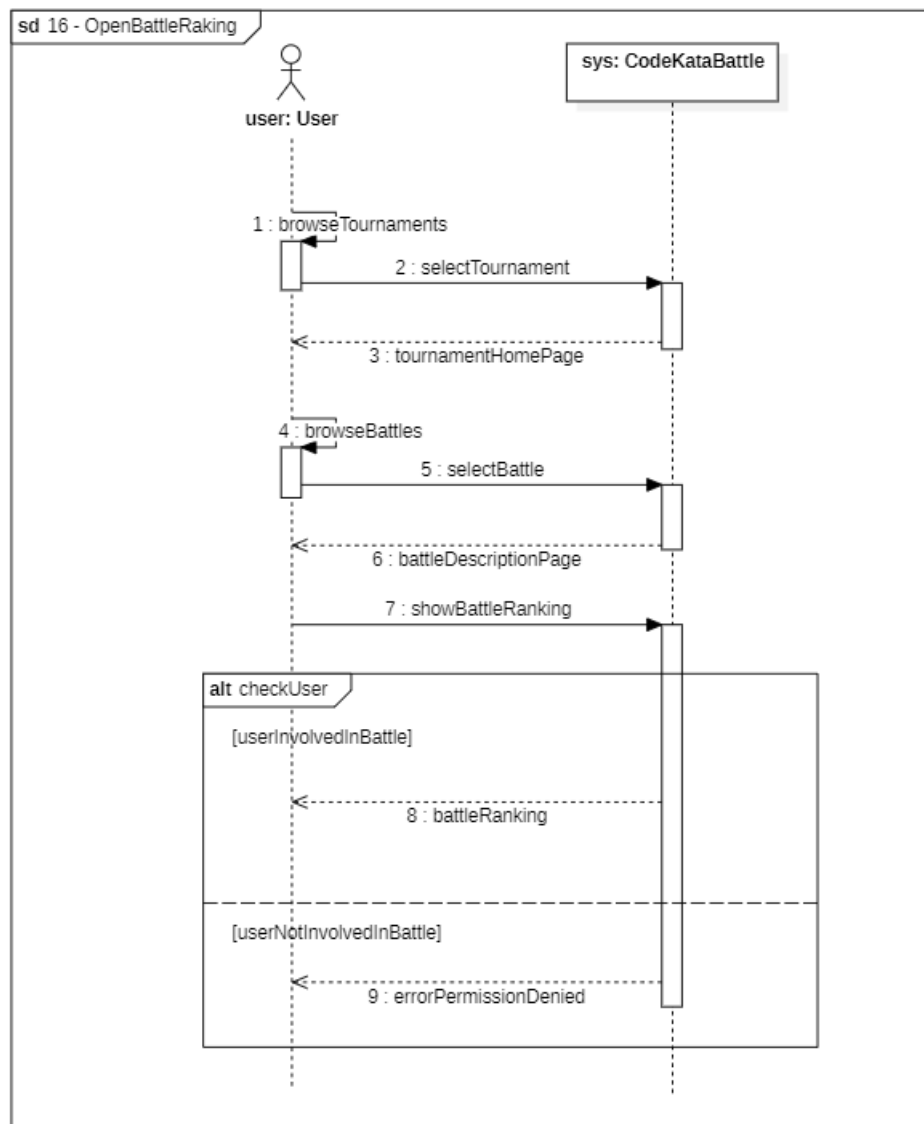 sd 16 - OpenBattleRaking
sys: CodeKataBattle
user: User
1 : browseTournaments
2 : selectTournament
3 : tournamentHomePage
4 : browseBattles
5 : selectBattle
6 : battleDescriptionPage
7 : showBattleRanking
alt checkUser
[userInvolvedInBattle]
8 : battleRanking
[userNotInvolvedInBattle]
9 : errorPermissionDenied